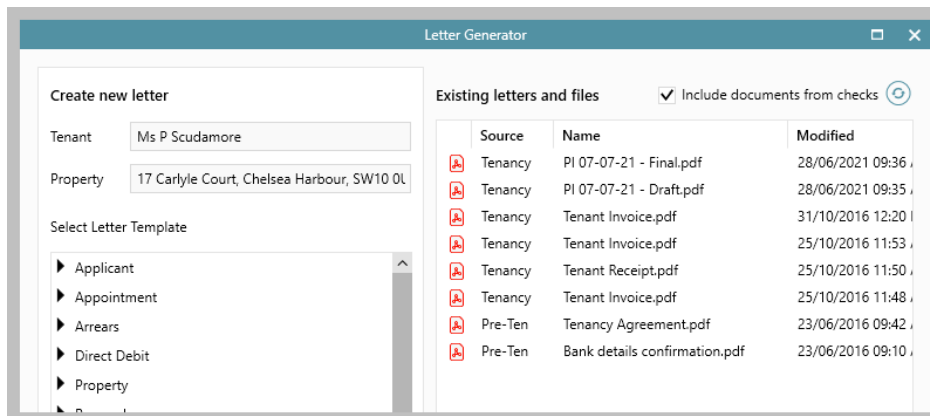 Letter Generator
Create new letter
Tenant Ms P Scudamore
Property 17 Carlyle Court, Chelsea Harbour, SW10 0U
Select Letter Template
Applicant
Appointment
Arrears
Direct Debit
Property
Existing letters and files Include documents from checks
Source Name Modified
Tenancy PI 07-07-21 - Final.pdf 28/06/2021 09:36
Tenancy PI 07-07-21 - Draft.pdf 28/06/2021 09:35
Tenancy Tenant Invoice.pdf 31/10/2016 12:20
Tenancy Tenant Invoice.pdf 25/10/2016 11:53
Tenancy Tenant Receipt.pdf 25/10/2016 11:50
Tenancy Tenant Invoice.pdf 25/10/2016 11:48
Pre-Ten Tenancy Agreement.pdf 23/06/2016 09:42
Pre-Ten Bank details confirmation.pdf 23/06/2016 09:10